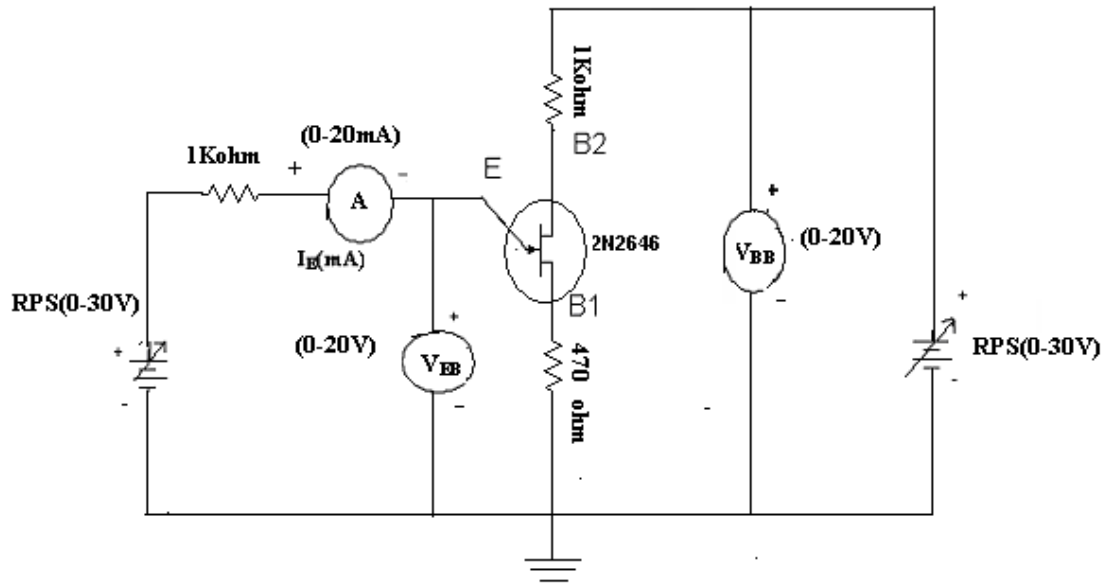 1Kohm
B2
(0-20mA)
1Kohm
+
-
E
A
+
2N2646
VBB
(0-20V)
IE(mA)
-
B1
+
RPS(0-30V)
+
(0-20V)
+
VEB
RPS(0-30V)
-
-
-
470 ohm
-